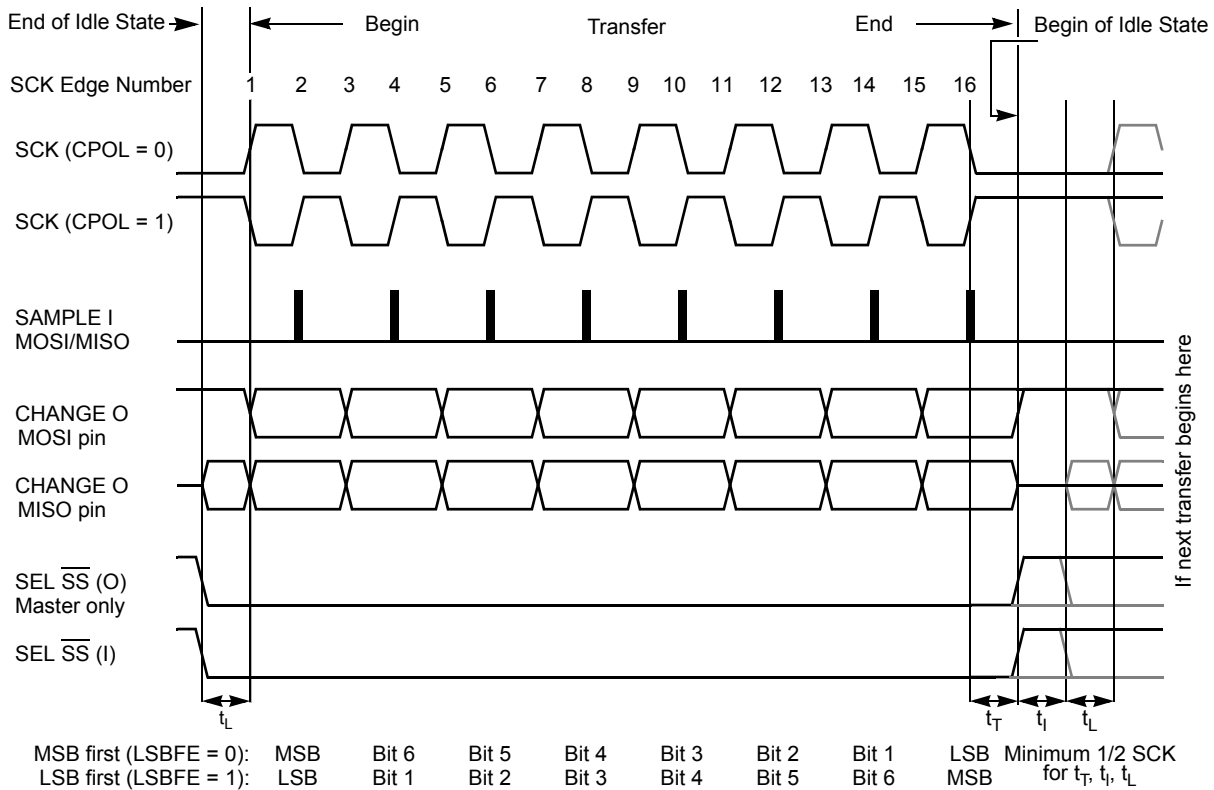 End of Idle State Begin Transfer End Begin of Idle State
SCK Edge Number 1 2 3 4 5 6 7 8 9 10 11 12 13 14 15 16
SCK (CPOL = 0)
SCK (CPOL = 1)
SAMPLE I
MOSI/MISO
CHANGE O
MOSI pin
CHANGE O
MISO pin
SEL S̅S̅ (O)
Master only
SEL S̅S̅ (I)
If next transfer begins here
tL tT tI tL
MSB first (LSBFE = 0): MSB Bit 6 Bit 5 Bit 4 Bit 3 Bit 2 Bit 1 LSB Minimum 1/2 SCK
LSB first (LSBFE = 1): LSB Bit 1 Bit 2 Bit 3 Bit 4 Bit 5 Bit 6 MSB for tT, tI, tL